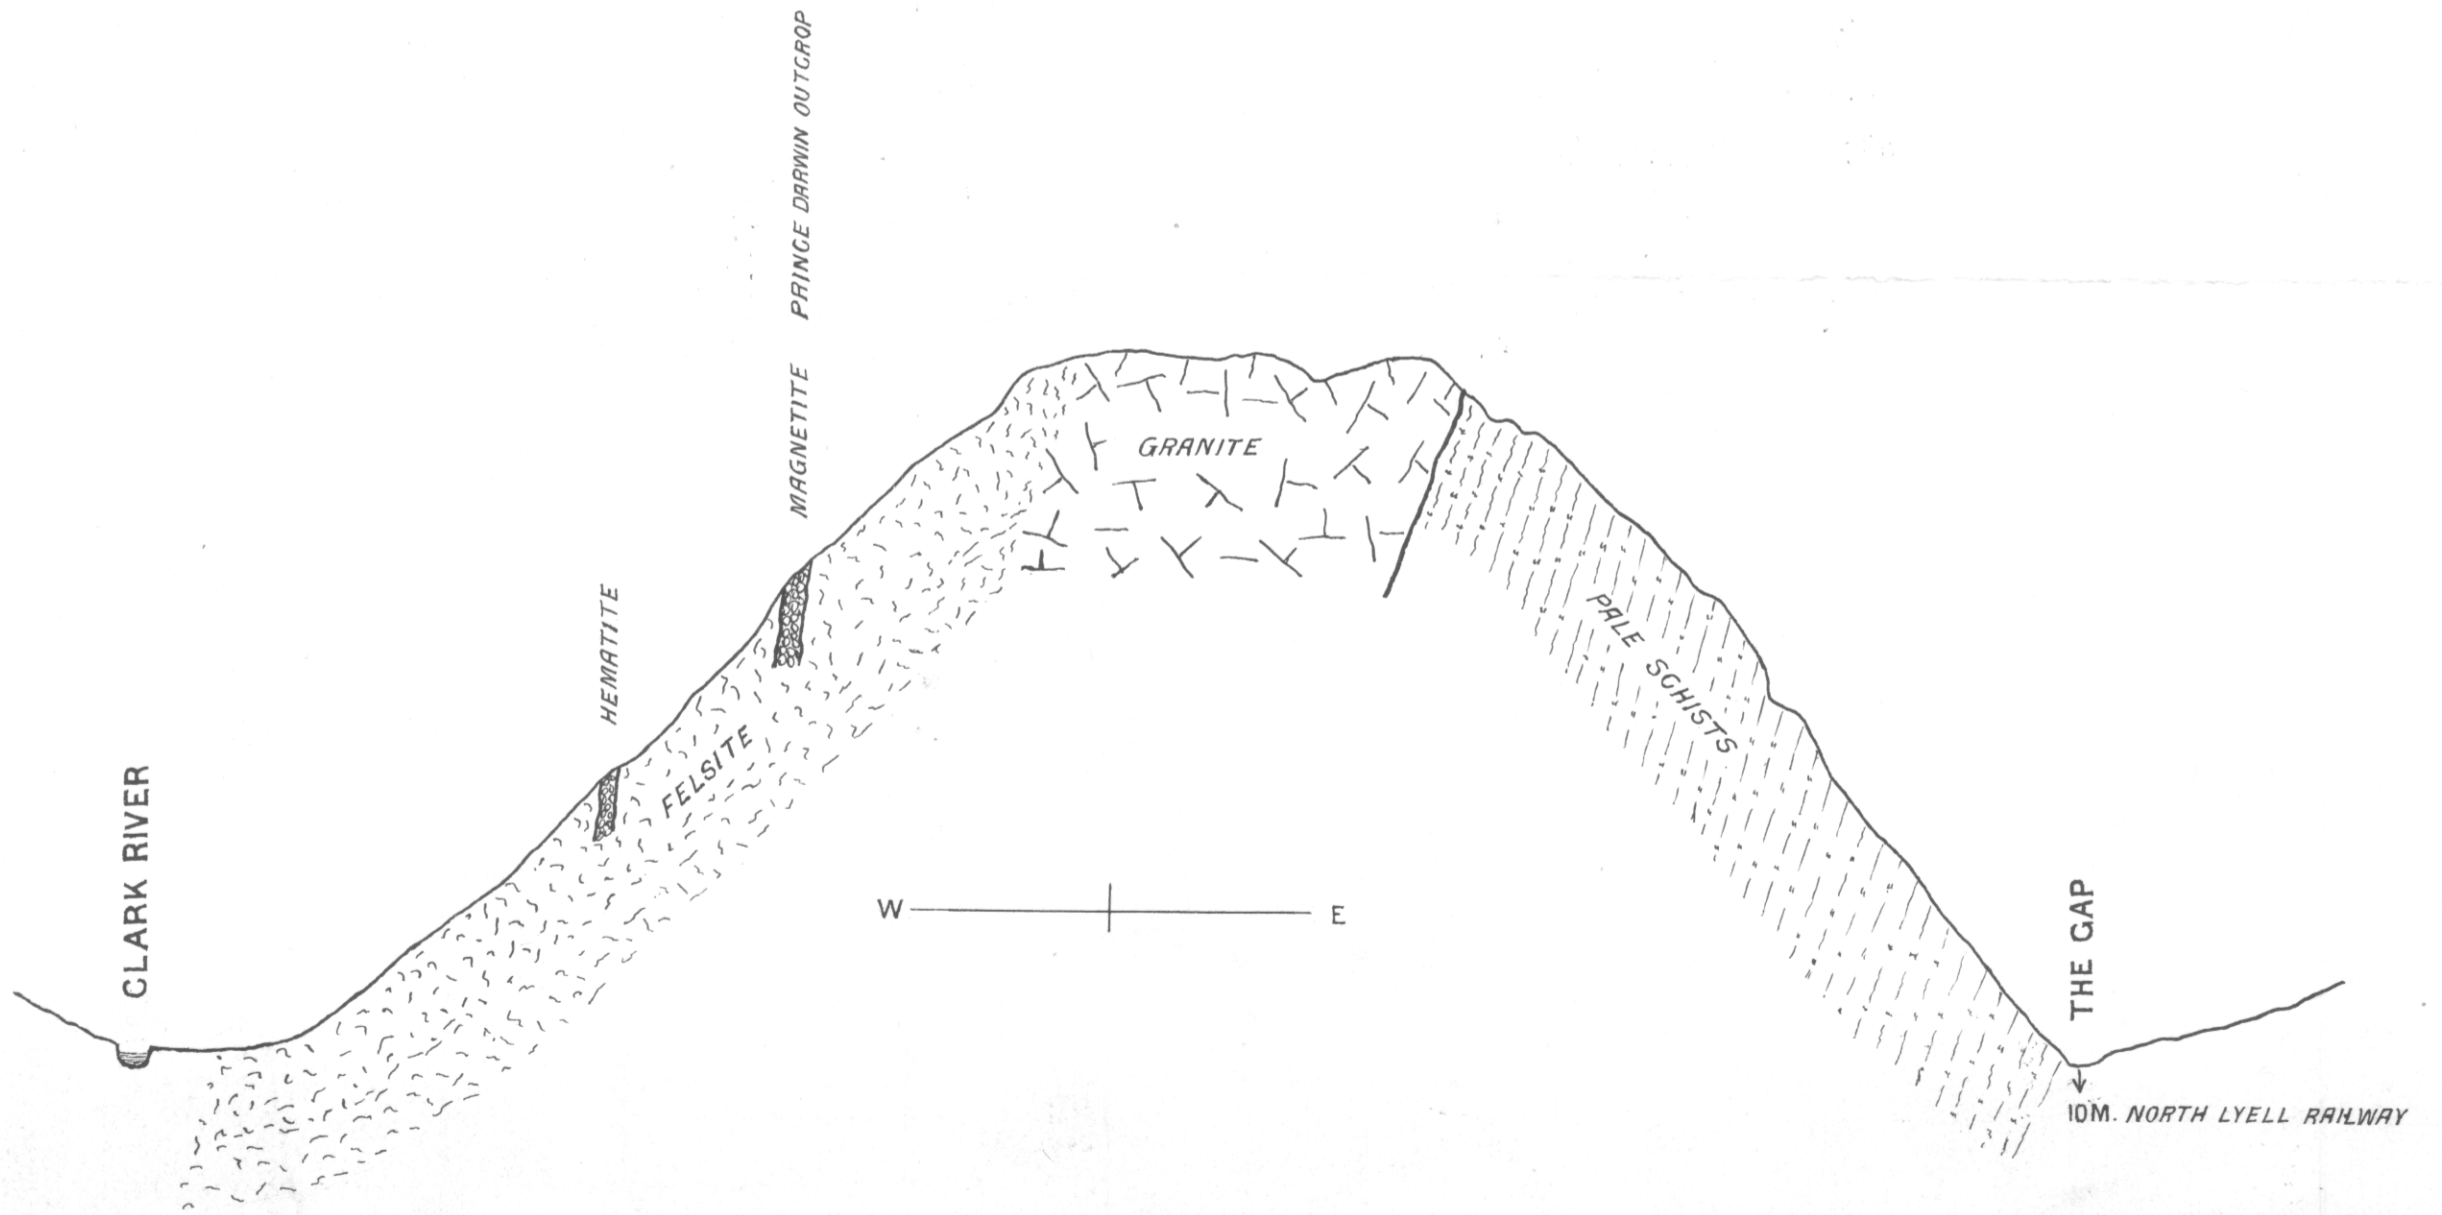 CLARK RIVER
HEMATITE
MAGNETITE PRINCE DARWIN OUTCROP
FELSITE
GRANITE
PALE SCHISTS
W E
THE GAP
10M. NORTH LYELL RAILWAY